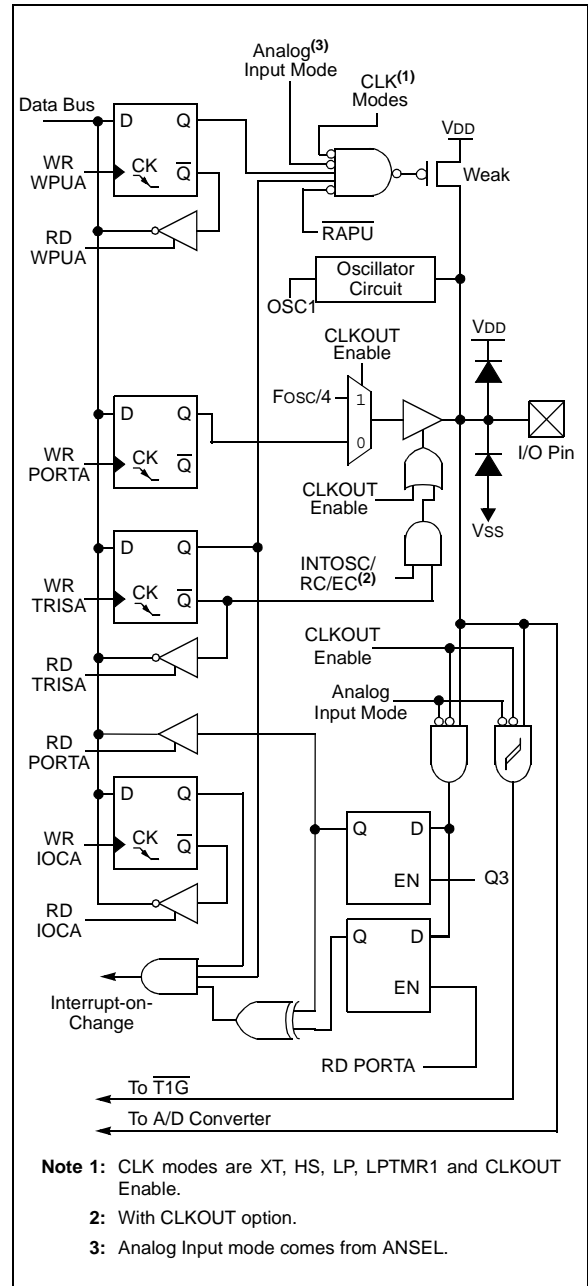 Analog(3)
Input Mode
CLK(1)
Modes
Data Bus
D Q
VDD
WR
WPUA
CK Q
Weak
RD
WPUA
RAPU
Oscillator
Circuit
OSC1
CLKOUT
Enable
VDD
FOSC/4
1
D Q
0
I/O Pin
WR
PORTA
CK Q
CLKOUT
Enable
VSS
D Q
INTOSC/
RC/EC(2)
WR
TRISA
CK Q
CLKOUT
Enable
RD
TRISA
Analog
Input Mode
RD
PORTA
D Q
Q D
WR
IOCA
CK Q
EN
Q3
RD
IOCA
Q D
EN
Interrupt-on-
Change
RD PORTA
To T1G
To A/D Converter
Note 1: CLK modes are XT, HS, LP, LPTMR1 and CLKOUT
Enable.
2: With CLKOUT option.
3: Analog Input mode comes from ANSEL.